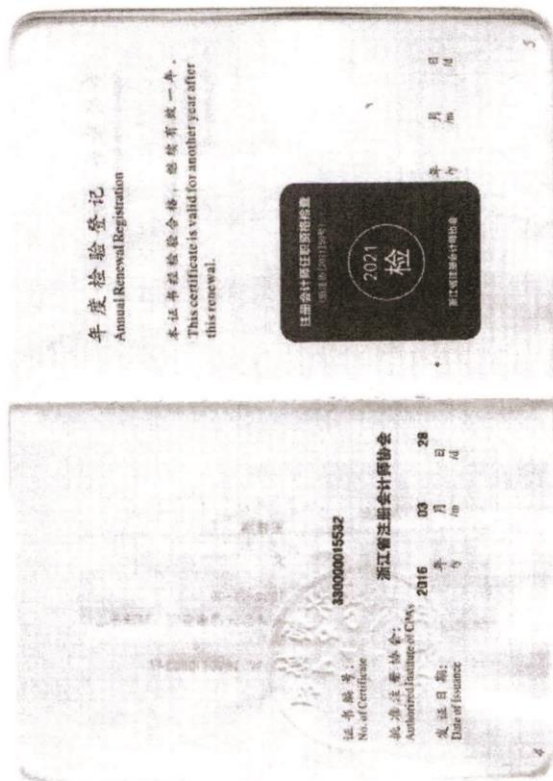 证书编号: 330000015532
No. of Certificate
批准注册协会: 浙江省注册会计师协会
Authorized Institute of CPAs
发证日期: 2016 年 03 月 28 日
Date of Issuance /y /m /d
4
年度检验登记
Annual Renewal Registration
本证书经检验合格,继续有效一年。
This certificate is valid for another year after
this renewal.
注册会计师任职资格检查
2021
检
浙江省注册会计师协会
年 月 日
/y /m /d
5